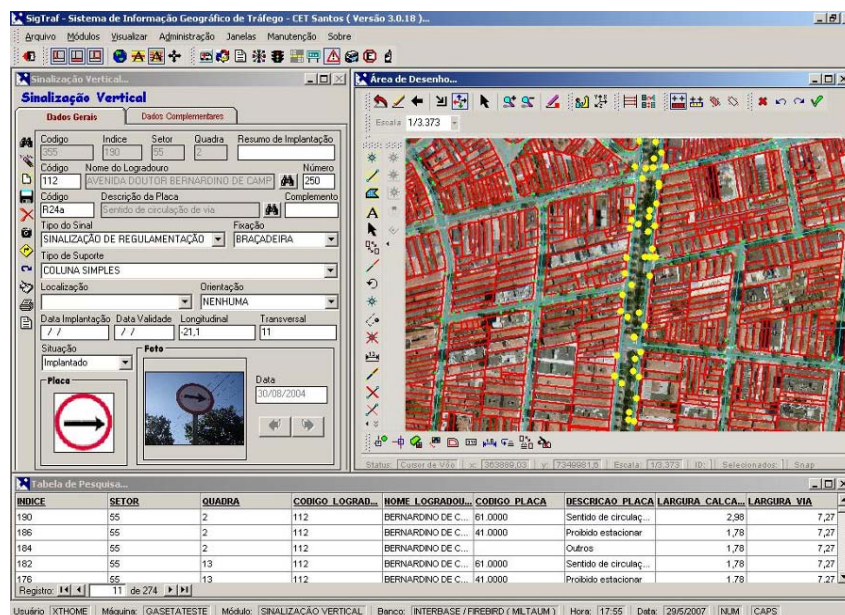 SigTraf - Sistema de Informação Geográfico de Tráfego - CET Santos ( Versão 3.0.18 )...
Arquivo Módulos Visualizar Administração Janelas Manutenção Sobre
Sinalização Vertical...
Sinalização Vertical
Dados Gerais Dados Complementares
Codigo Indice Setor Quadra Resumo de Implantação
355 190 55 2
Código Nome do Logradouro Número
112 AVENIDA DOUTOR BERNARDINO DE CAMP 250
Código Descrição da Placa Complemento
R24a Sentido de circulação de via
Tipo do Sinal Fixação
SINALIZAÇÃO DE REGULAMENTAÇÃO BRAÇADEIRA
Tipo de Suporte
COLUNA SIMPLES
Localização Orientação
NENHUMA
Data Implantação Data Validade Longitudinal Transversal
/ / / / -21,1 11
Situação
Implantado
Placa
Foto
Data
30/08/2004
Área de Desenho...
Escala 1/3.373
A
Status: Cursor de Vôo x: 363889,03 y: 7349981,6 Escala: 1/3.373 ID: Selecionados: Snap
Tabela de Pesquisa...
INDICE SETOR QUADRA CODIGO LOGRAD... NOME LOGRADOU... CODIGO PLACA DESCRICAO PLACA LARGURA CALCA... LARGURA VIA
190 55 2 112 BERNARDINO DE C... 61.0000 Sentido de circulaç... 2,98 7,27
186 55 2 112 BERNARDINO DE C... 41.0000 Proibido estacionar 1,78 7,27
184 55 2 112 BERNARDINO DE C... Outros 1,78 7,27
182 55 13 112 BERNARDINO DE C... 61.0000 Sentido de circulaç... 1,78 7,27
176 55 13 112 BERNARDINO DE C... 41.0000 Proibido estacionar 1,78 7,27
Registro: 11 de 274
Usuário XTHOME Máquina: GASETATESTE Módulo: SINALIZAÇÃO VERTICAL Banco: INTERBASE / FIREBIRD ( MILTAUM ) Hora: 17:55 Data: 29/5/2007 NUM CAPS